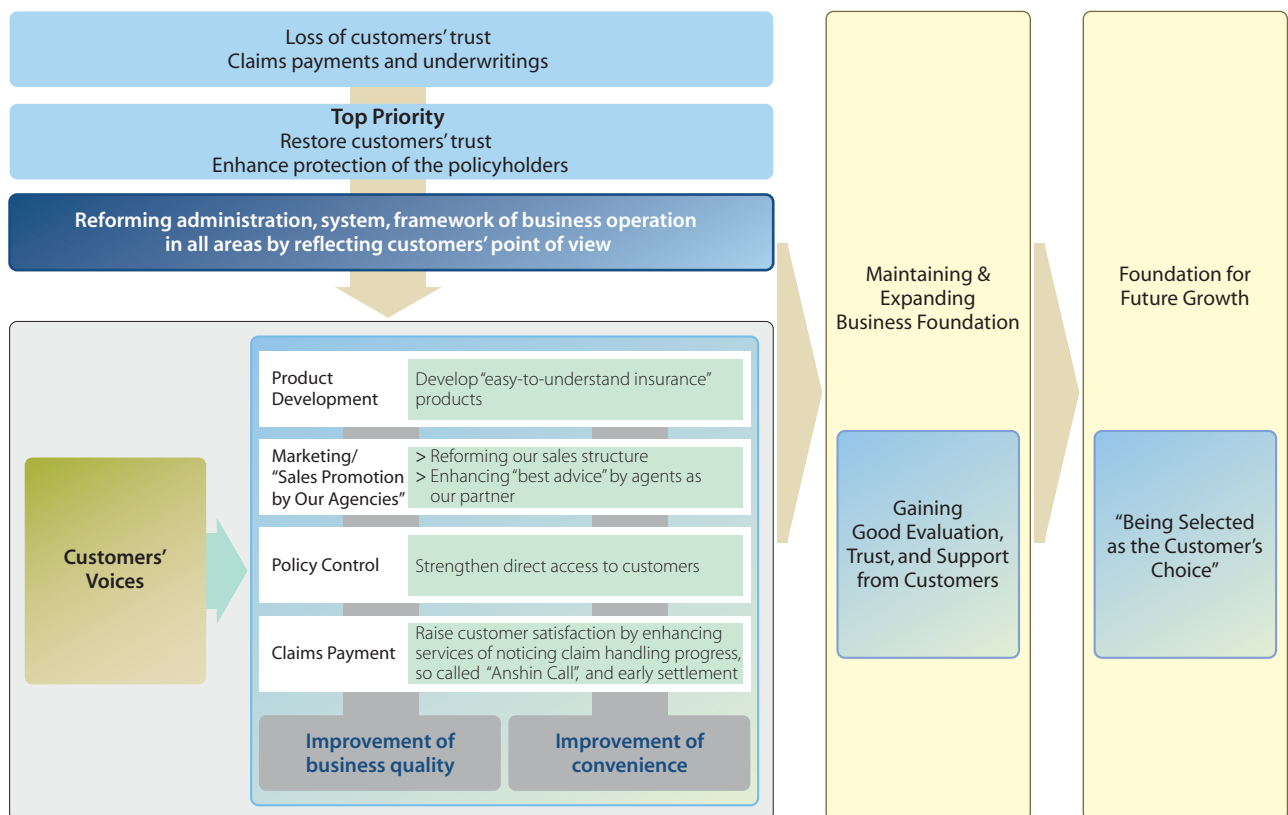 Loss of customers' trust
Claims payments and underwritings
Top Priority
Restore customers' trust
Enhance protection of the policyholders
Reforming administration, system, framework of business operation
in all areas by reflecting customers' point of view
Customers'
Voices
Product
Development
Develop "easy-to-understand insurance"
products
Marketing/
"Sales Promotion
by Our Agencies"
> Reforming our sales structure
> Enhancing "best advice" by agents as
our partner
Policy Control
Strengthen direct access to customers
Claims Payment
Raise customer satisfaction by enhancing
services of noticing claim handling progress,
so called "Anshin Call", and early settlement
Improvement of
business quality
Improvement of
convenience
Maintaining &
Expanding
Business Foundation
Gaining
Good Evaluation,
Trust, and Support
from Customers
Foundation for
Future Growth
"Being Selected
as the Customer's
Choice"